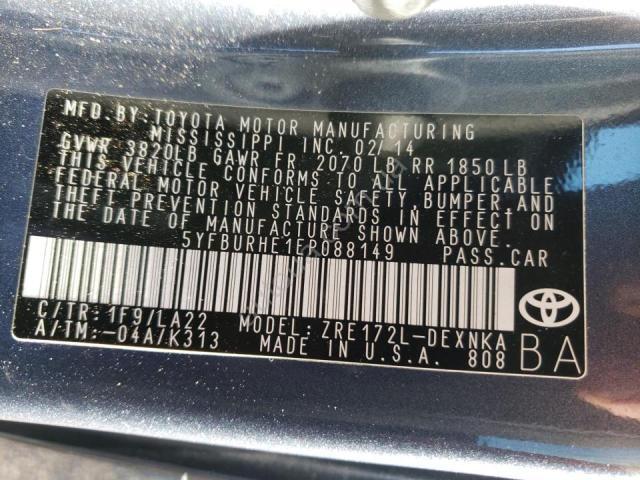 MFD. BY: TOYOTA MOTOR MANUFACTURING
MISSISSIPPI INC. 02/14
GVWR 3820LB GAWR FR 2070 LB RR 1850 LB
THIS VEHICLE CONFORMS TO ALL APPLICABLE
FEDERAL MOTOR VEHICLE SAFETY, BUMPER AND
THEFT PREVENTION STANDARDS IN EFFECT ON
THE DATE OF MANUFACTURE SHOWN ABOVE.
5YFBURHE1EP088149 PASS.CAR
C/TR: 1F9/LA22 MODEL: ZRE172L-DEXNKA
A/TM: -04A/K313 MADE IN U.S.A. 808
BA